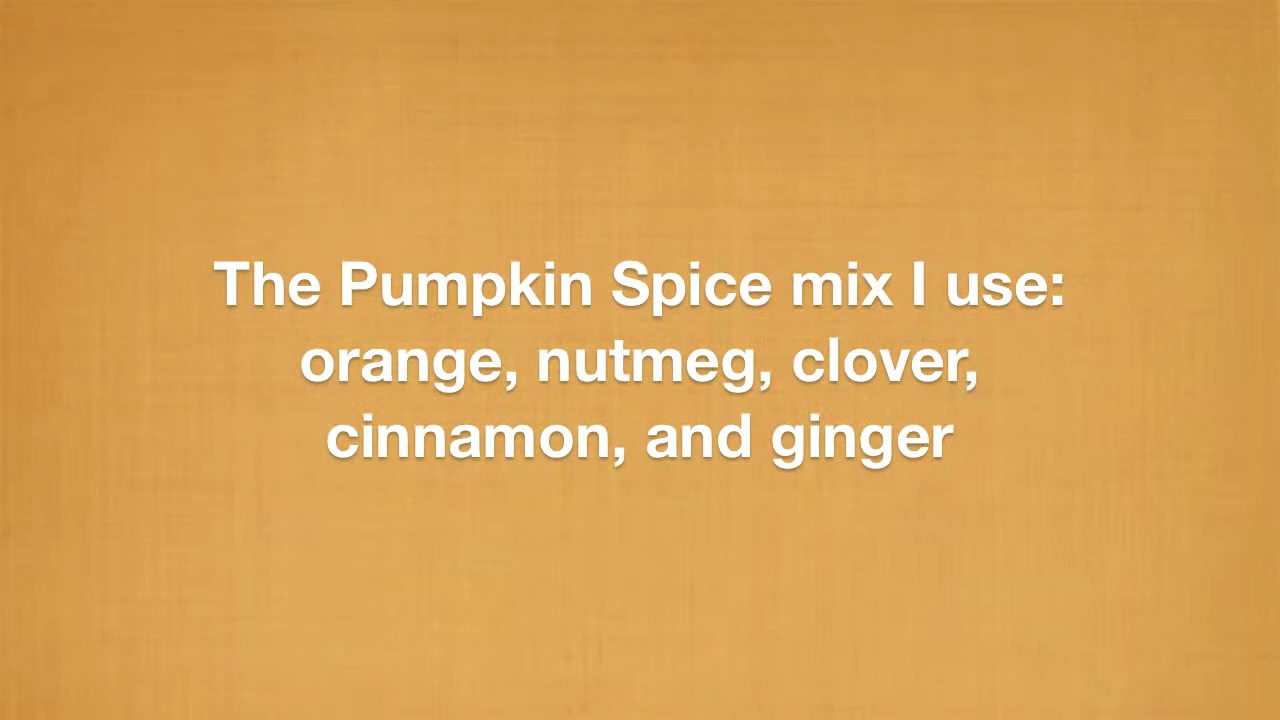 The Pumpkin Spice mix I use:
orange, nutmeg, clover,
cinnamon, and ginger